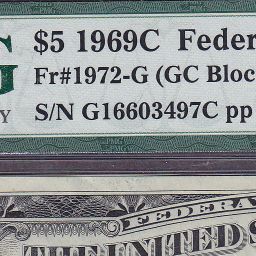 $5 1969C Feder
Fr#1972-G (GC Bloc
S/N G16603497C pp
FEDERA
THE UNITED S